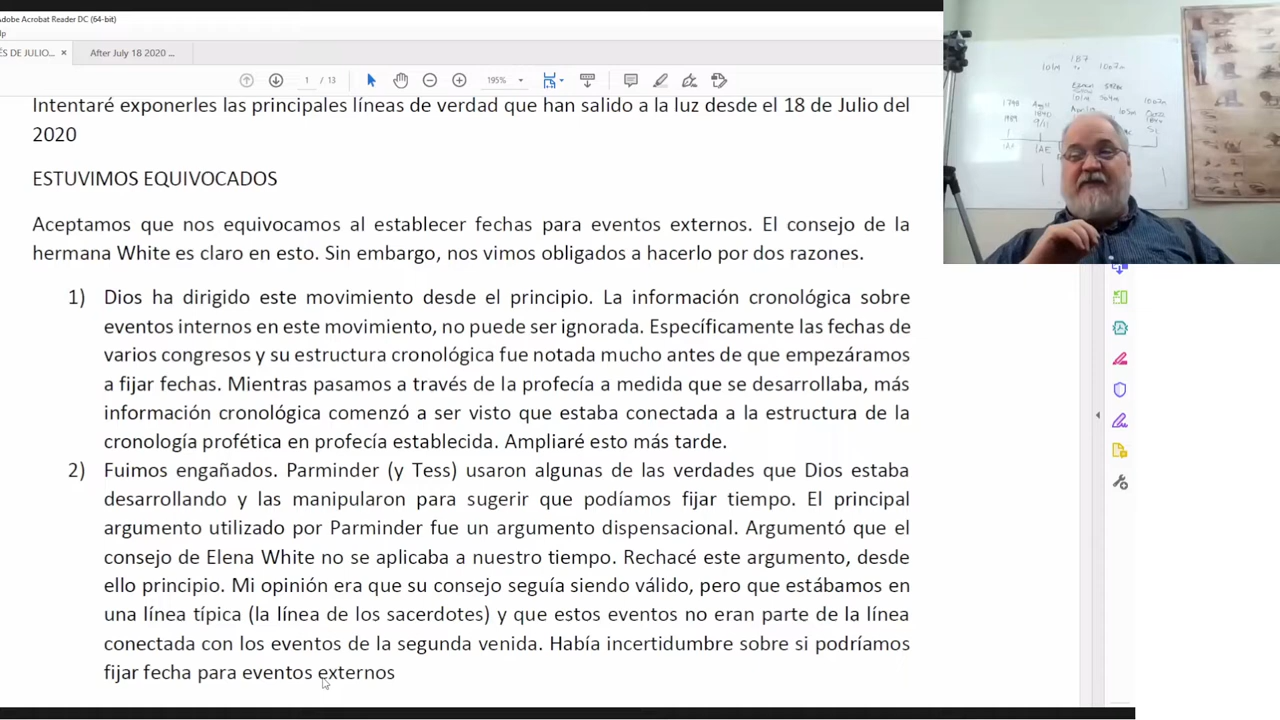 Adobe Acrobat Reader DC (64-bit)
lp
ÉS DE JULIO... ×
After July 18 2020 ...
1 / 13
195%
Intentaré exponerles las principales línea s de verdad que han salido a la luz desde el 18 de Julio del
2020
ESTUVIMOS EQUIVOCADOS
Aceptamos que nos equivocamos al establecer fechas para eventos externos. El consejo de la
hermana White es claro en esto. Sin embargo, nos vimos obligados a hacerlo por dos razones.
1) Dios ha dirigido este movimiento desde el principio. La información cronológica sobre
eventos internos en este movimiento, no puede ser ignorada. Específicamente las fechas de
varios congresos y su estructura cronológica fue notada mucho antes de que empezáramos
a fijar fechas. Mientras pasamos a través de la profecía a medida que se desarrollaba, más
información cronológica comenzó a ser visto que estaba conectada a la estructura de la
cronología profética en profecía establecida. Ampliaré esto más tarde.
2) Fuimos engañados. Parminder (y Tess) usaron algunas de las verdades que Dios estaba
desarrollando y las manipularon para sugerir que podíamos fijar tiempo. El principal
argumento utilizado por Parminder fue un argumento dispensacional. Argumentó que el
consejo de Elena White no se aplicaba a nuestro tiempo. Rechacé este argumento, desde
ello principio. Mi opinión era que su consejo seguía siendo válido, pero que estábamos en
una línea típica (la línea de los sacerdotes) y que estos eventos no eran parte de la línea
conectada con los eventos de la segunda venida. Había incertidumbre sobre si podríamos
fijar fecha para eventos externos
187
1798
1989
1840
9/11